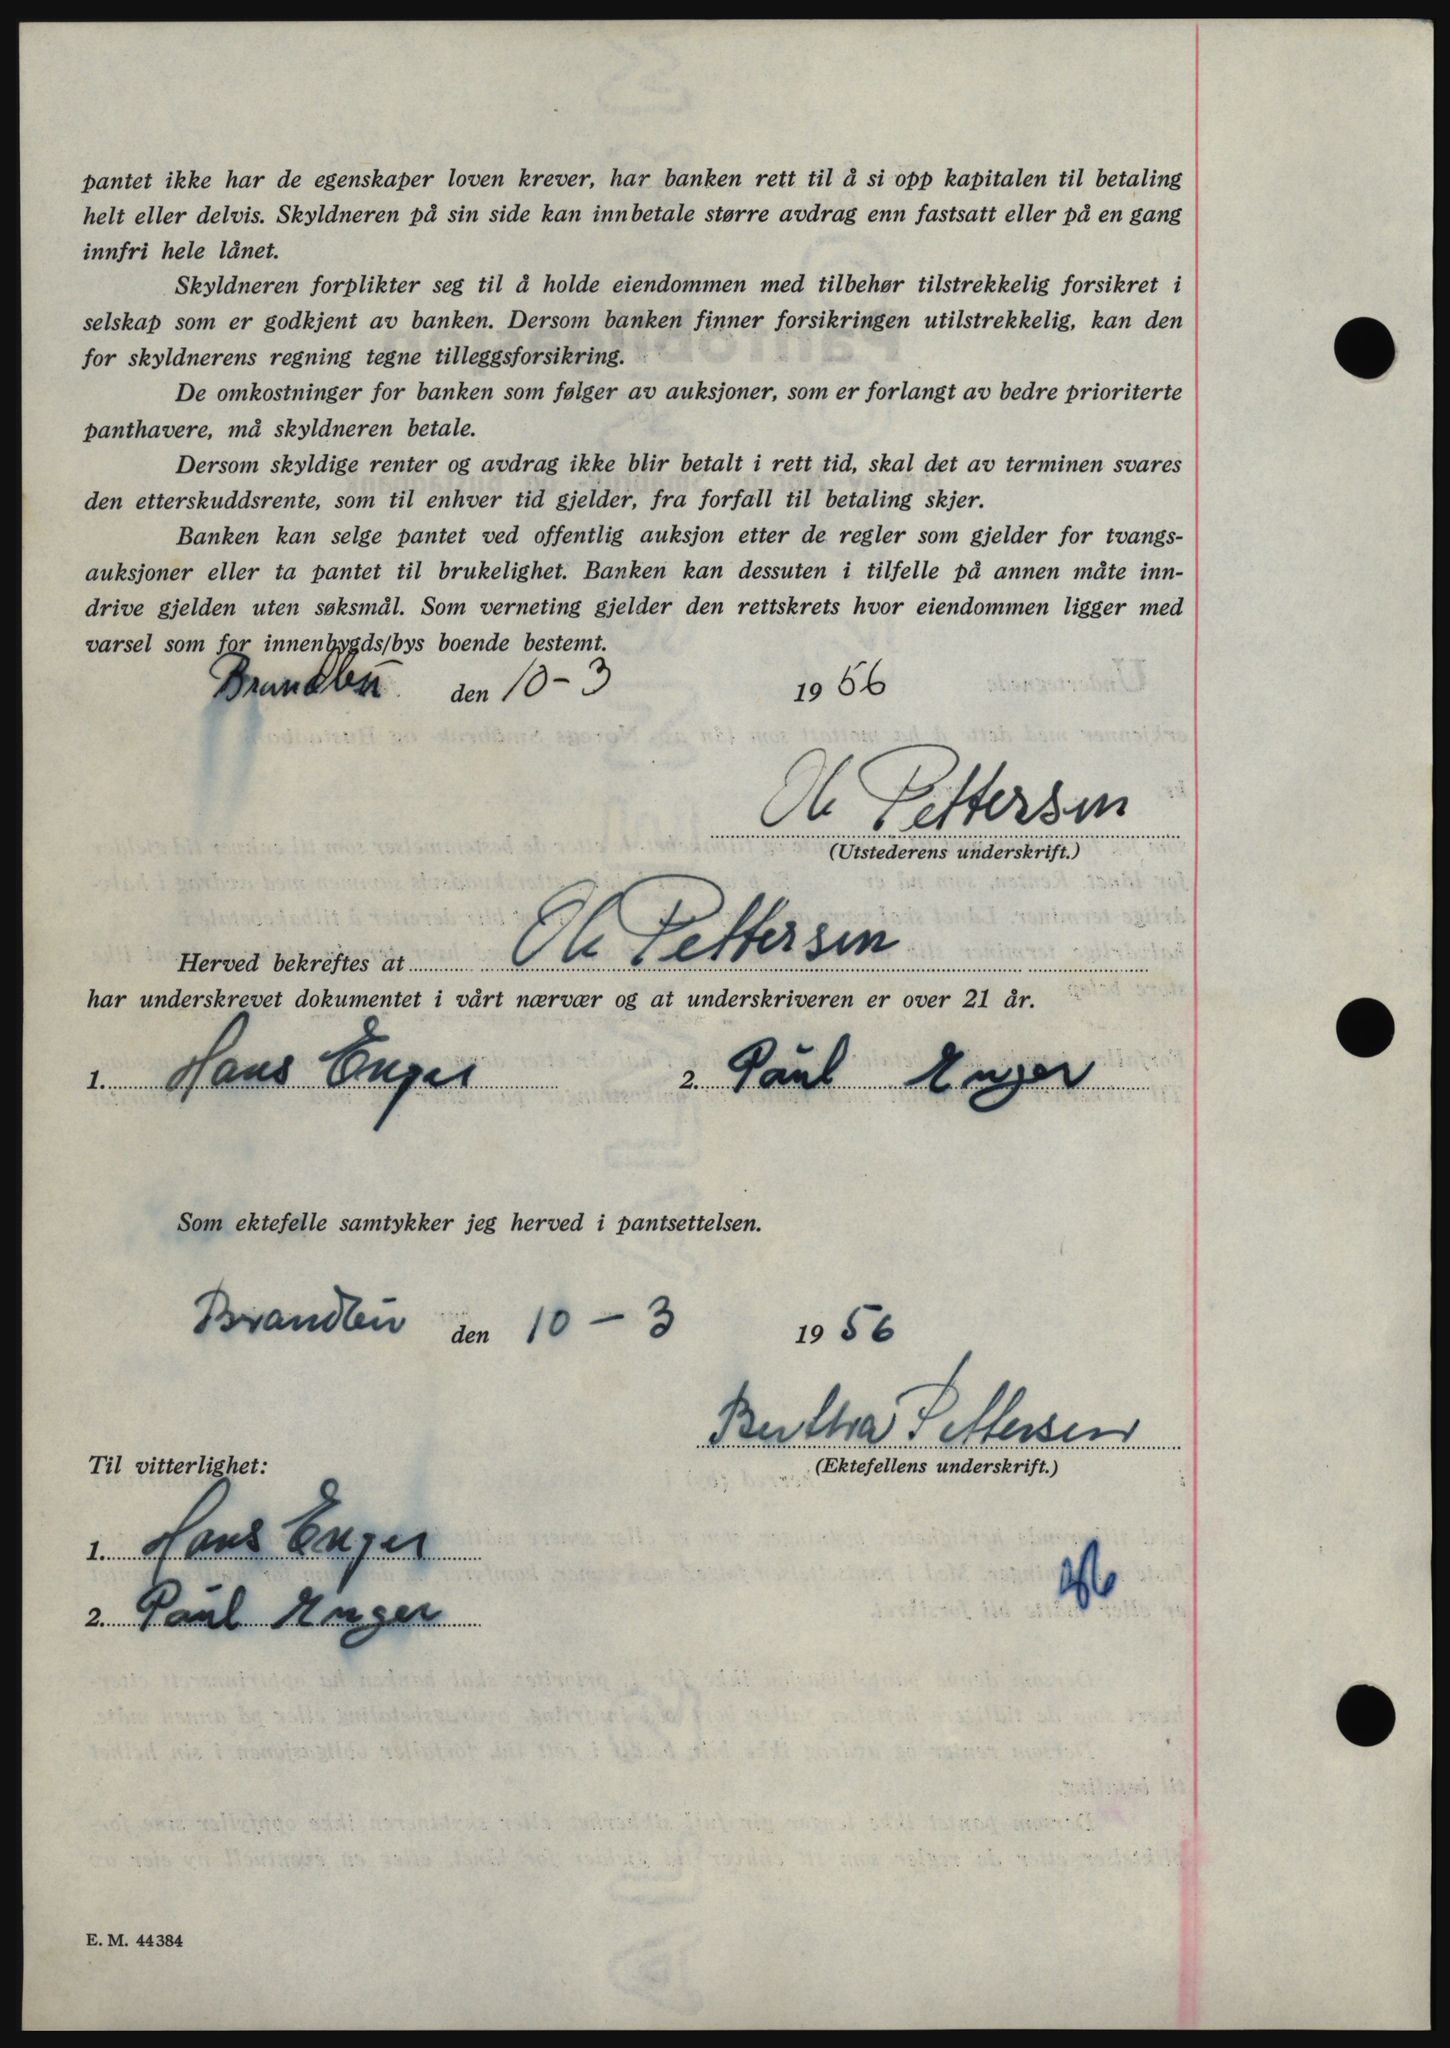 pantet ikke har de egenskaper loven krever, har banken rett til å si opp kapitalen til betaling
helt eller delvis. Skyldneren på sin side kan innbetale større avdrag enn fastsatt eller på en gang
innfri hele lånet.
Skyldneren forplikter seg til å holde eiendommen med tilbehør tilstrekkelig forsikret i
selskap som er godkjent av banken. Dersom banken finner forsikringen utilstrekkelig, kan den
for skyldnerens regning tegne tilleggsforsikring.
De omkostninger for banken som følger av auksjoner, som er forlangt av bedre prioriterte
panthavere, må skyldneren betale.
Dersom skyldige renter og avdrag ikke blir betalt i rett tid, skal det av terminen svares
den etterskuddsrente, som til enhver tid gjelder, fra forfall til betaling skjer.
Banken kan selge pantet ved offentlig auksjon etter de regler som gjelder for tvangs-
auksjoner eller ta pantet til brukelighet. Banken kan dessuten i tilfelle på annen måte inn-
drive gjelden uten søksmål. Som verneting gjelder den rettskrets hvor eiendommen ligger med
varsel som for innenbygds/bys boende bestemt.
Brandbu den 10-3 1956
Ole Pettersen
(Utstederens underskrift.)
Herved bekreftes at Ole Pettersen
har underskrevet dokumentet i vårt nærvær og at underskriveren er over 21 år.
1. Hans Enger 2. Paul Enger
Som ektefelle samtykker jeg herved i pantsettelsen.
Brandbu den 10-3 1956
Berthra Pettersen
(Ektefellens underskrift.)
Til vitterlighet:
1. Hans Enger
2. Paul Enger
E. M. 44384